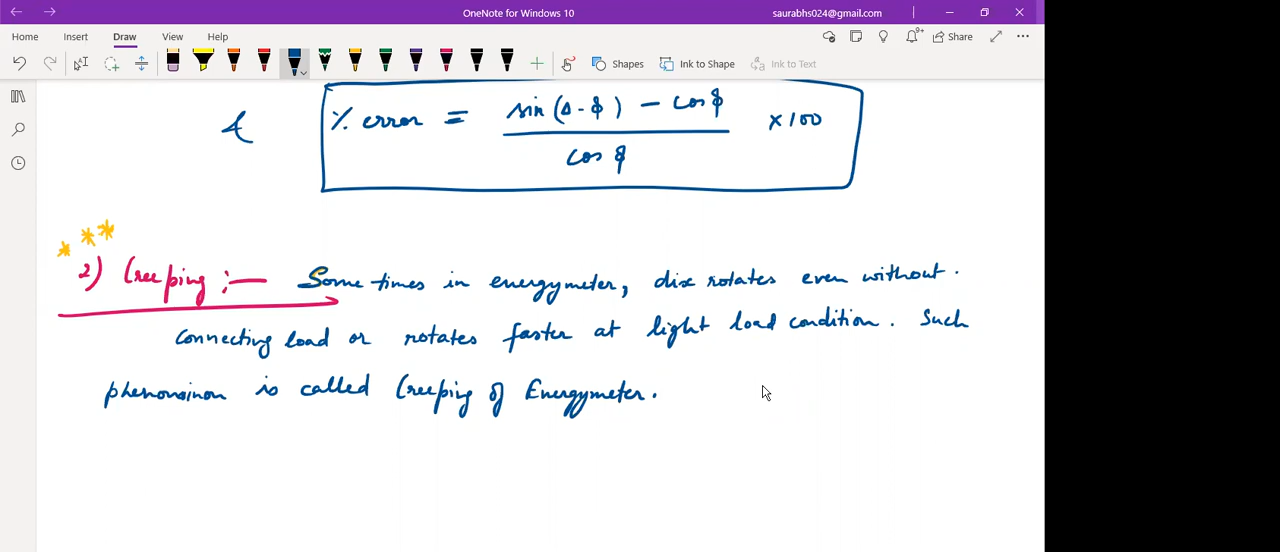 OneNote for Windows 10
saurabhs024@gmail.com
Home Insert Draw View Help
9+ Share
Shapes Ink to Shape Ink to Text
& % error = sin (Δ - φ) - cos φ × 100
cos φ
2) Creeping :— Some times in energymeter, disc rotates even without
connecting load or rotates faster at light load condition. Such
phenonsinon is called Creeping of Energymeter.